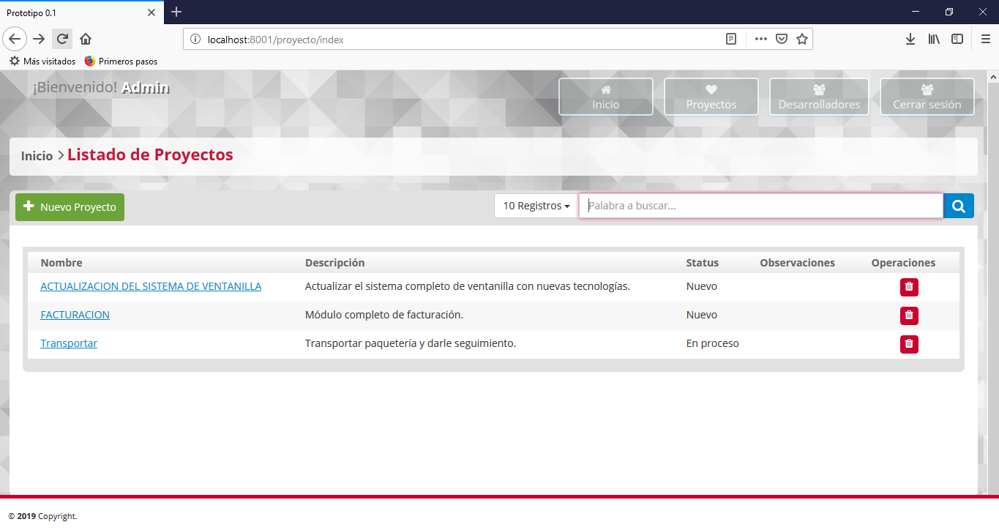 Prototipo 0.1
localhost:8001/proyecto/index
Más visitados Primeros pasos
¡Bienvenido! Admin
Inicio Proyectos Desarrolladores Cerrar sesión
Inicio > Listado de Proyectos
Nuevo Proyecto 10 Registros Palabra a buscar...
Nombre Descripción Status Observaciones Operaciones
ACTUALIZACION DEL SISTEMA DE VENTANILLA Actualizar el sistema completo de ventanilla con nuevas tecnologías. Nuevo
FACTURACION Módulo completo de facturación. Nuevo
Transportar Transportar paquetería y darle seguimiento. En proceso
© 2019 Copyright.